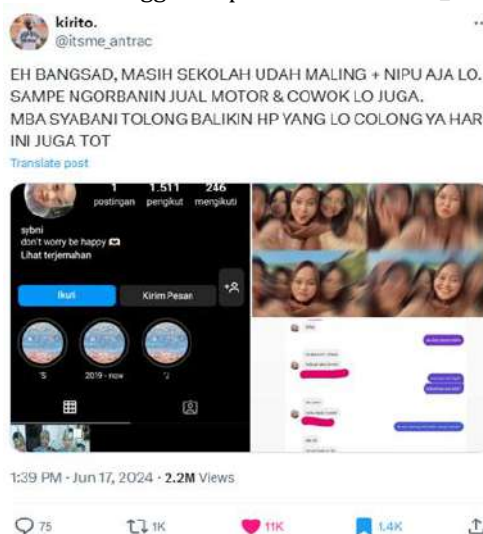 kirito.
@itsme_antrac
EH BANGSAD, MASIH SEKOLAH UDAH MALING + NIPU AJA LO.
SAMPE NGORBANIN JUAL MOTOR & COWOK LO JUGA.
MBA SYABANI TOLONG BALIKIN HP YANG LO COLONG YA HAR
INI JUGA TOT
Translate post
1 1.511 246
postingan pengikut mengikuti
sybni
don't worry be happy
Lihat terjemahan
Ikuti Kirim Pesan
2019 - now
1:39 PM · Jun 17, 2024 · 2.2M Views
75 1K 11K 1.4K